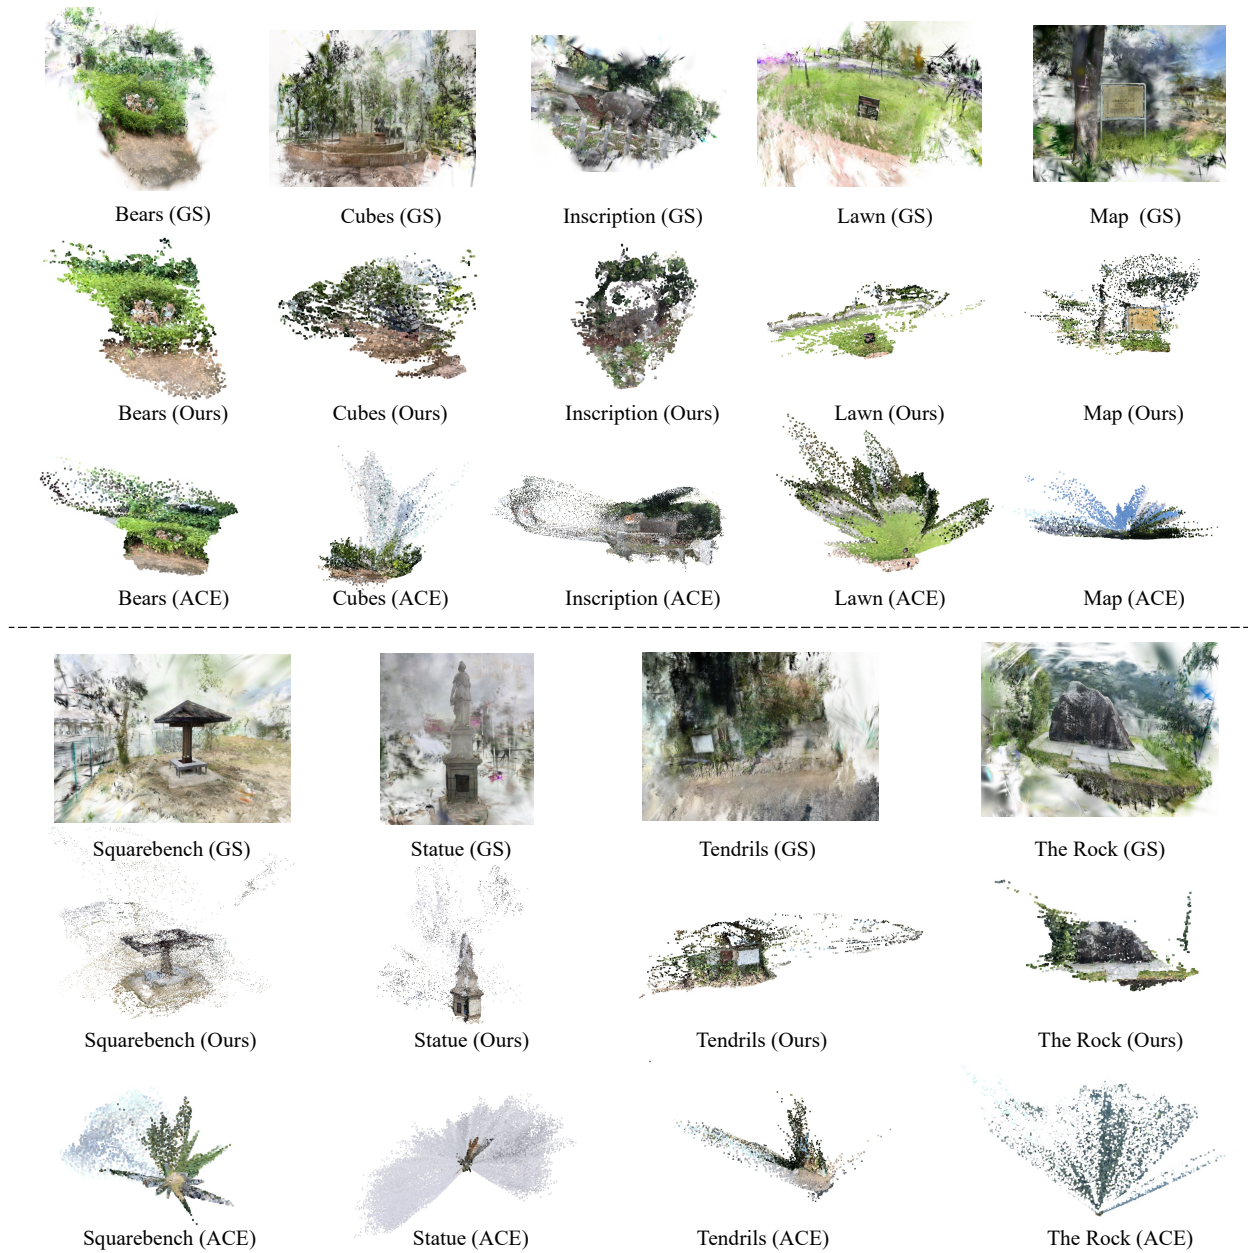 Bears (GS) Cubes (GS) Inscription (GS) Lawn (GS) Map (GS)
Bears (Ours) Cubes (Ours) Inscription (Ours) Lawn (Ours) Map (Ours)
Bears (ACE) Cubes (ACE) Inscription (ACE) Lawn (ACE) Map (ACE)
Squarebench (GS) Statue (GS) Tendrils (GS) The Rock (GS)
Squarebench (Ours) Statue (Ours) Tendrils (Ours) The Rock (Ours)
Squarebench (ACE) Statue (ACE) Tendrils (ACE) The Rock (ACE)